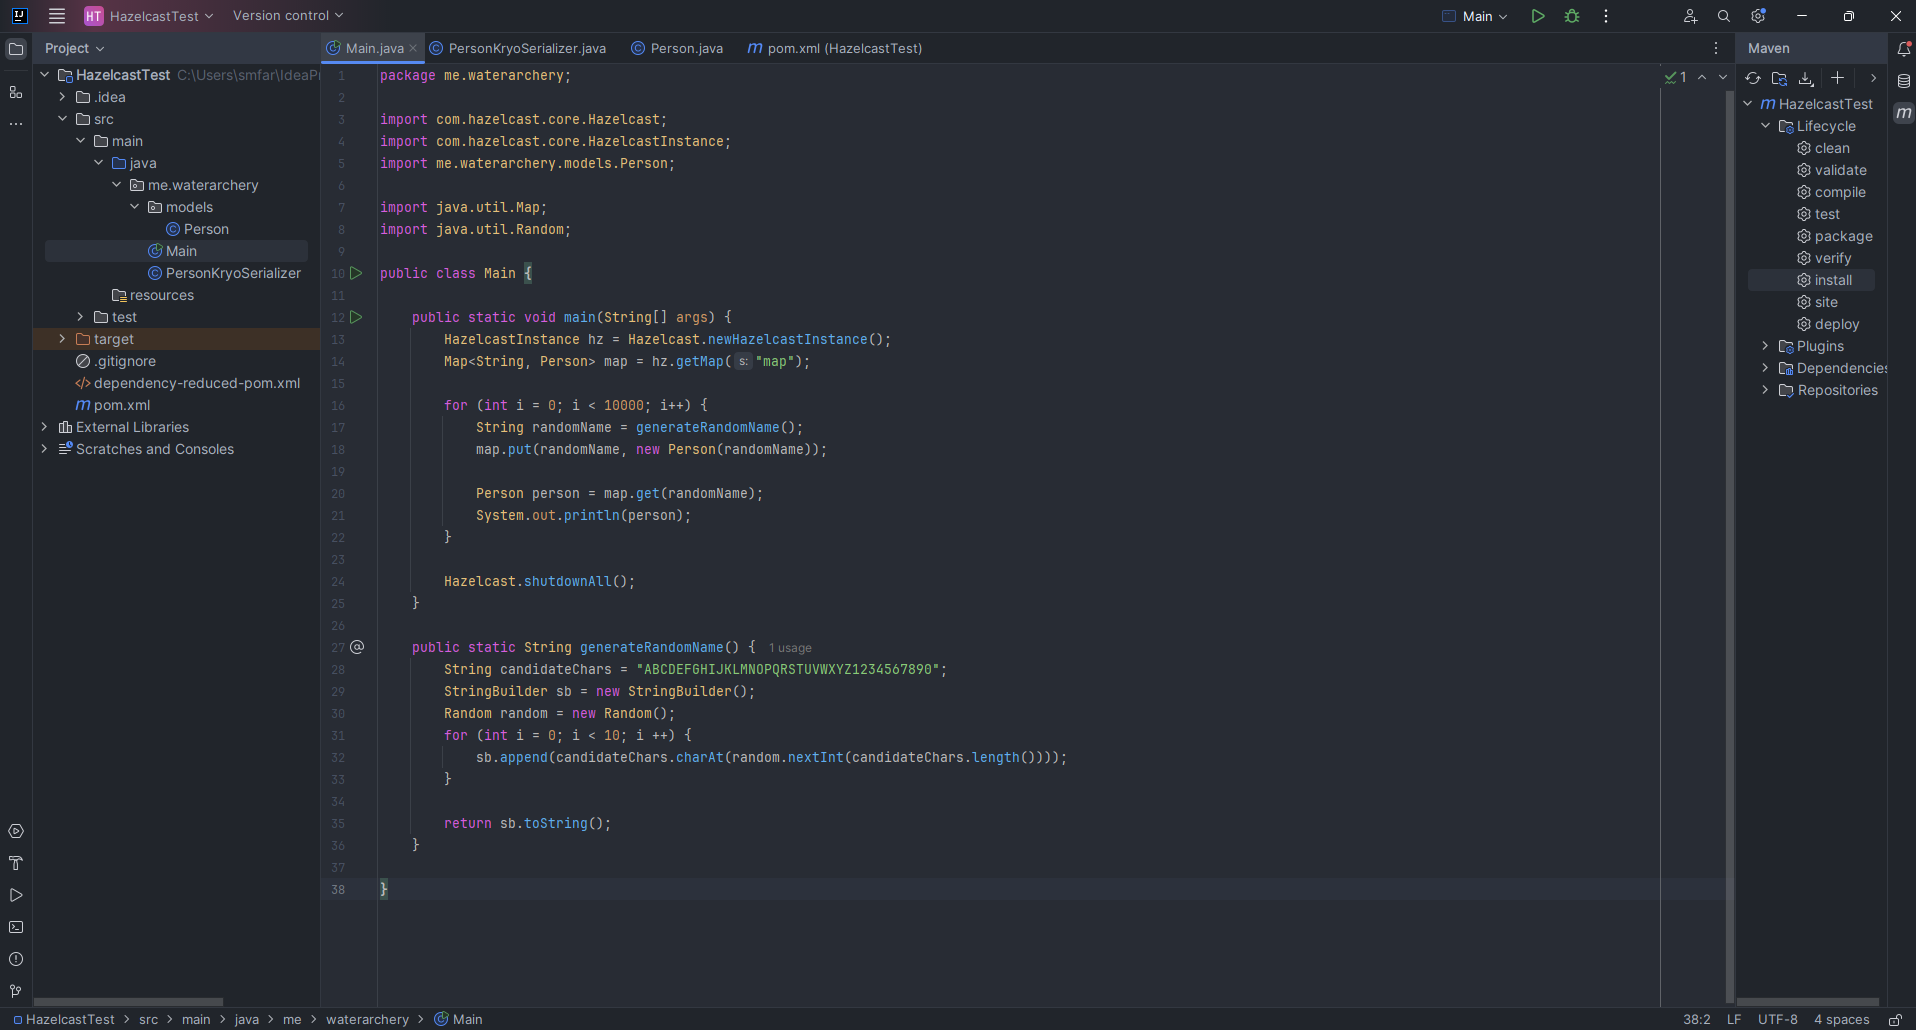 HT HazelcastTest Version control Main
Project
Main.java PersonKryoSerializer.java Person.java m pom.xml (HazelcastTest)
Maven
HazelcastTest C:\Users\smfar\IdeaPr
.idea
src
main
java
me.waterarchery
models
Person
Main
PersonKryoSerializer
resources
test
target
.gitignore
dependency-reduced-pom.xml
m pom.xml
External Libraries
Scratches and Consoles
1 package me.waterarchery;
2
3 import com.hazelcast.core.Hazelcast;
4 import com.hazelcast.core.HazelcastInstance;
5 import me.waterarchery.models.Person;
6
7 import java.util.Map;
8 import java.util.Random;
9
10 public class Main {
11
12 public static void main(String[] args) {
13 HazelcastInstance hz = Hazelcast.newHazelcastInstance();
14 Map<String, Person> map = hz.getMap( s: "map");
15
16 for (int i = 0; i < 10000; i++) {
17 String randomName = generateRandomName();
18 map.put(randomName, new Person(randomName));
19
20 Person person = map.get(randomName);
21 System.out.println(person);
22 }
23
24 Hazelcast.shutdownAll();
25 }
26
27 public static String generateRandomName() { 1 usage
28 String candidateChars = "ABCDEFGHIJKLMNOPQRSTUVWXYZ1234567890";
29 StringBuilder sb = new StringBuilder();
30 Random random = new Random();
31 for (int i = 0; i < 10; i ++) {
32 sb.append(candidateChars.charAt(random.nextInt(candidateChars.length())));
33 }
34
35 return sb.toString();
36 }
37
38 }
1
m HazelcastTest
Lifecycle
clean
validate
compile
test
package
verify
install
site
deploy
Plugins
Dependencies
Repositories
m
HazelcastTest > src > main > java > me > waterarchery > Main
38:2 LF UTF-8 4 spaces